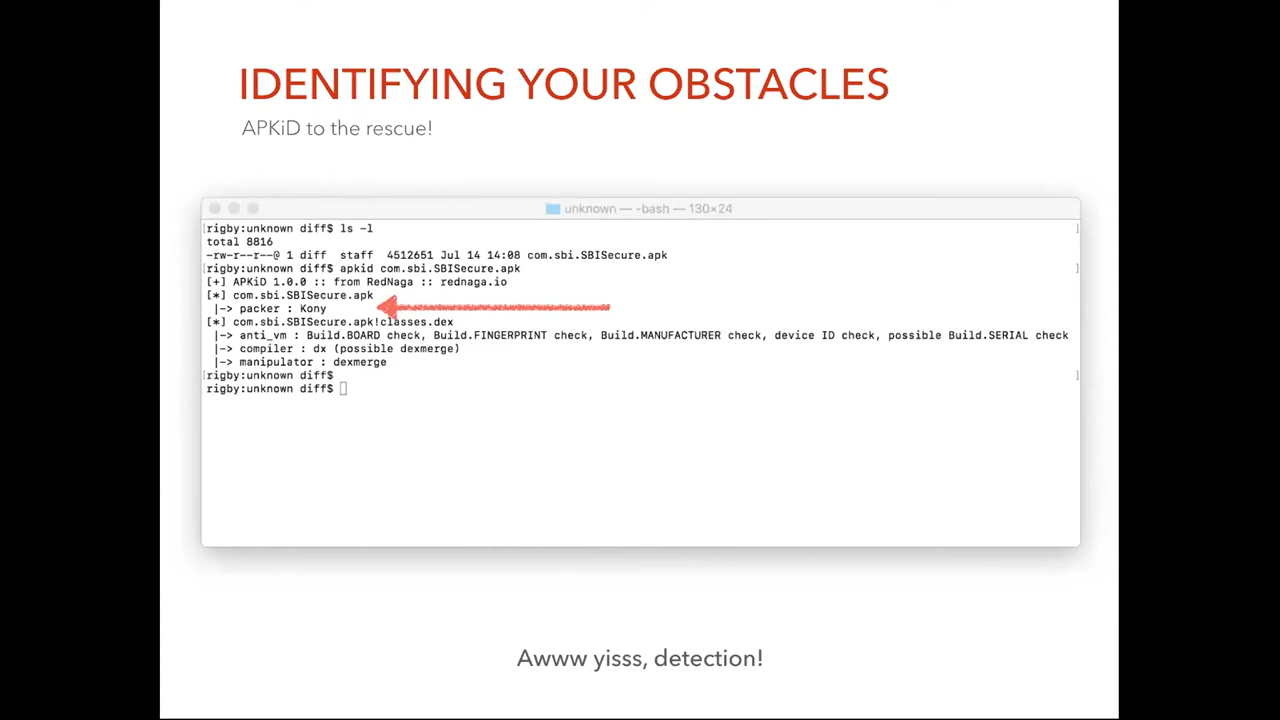 IDENTIFYING YOUR OBSTACLES
APKiD to the rescue!
unknown — -bash — 130×24
[rigby:unknown diff$ ls -l ]
total 8816
-rw-r--r--@ 1 diff  staff  4512651 Jul 14 14:08 com.sbi.SBISecure.apk
[rigby:unknown diff$ apkid com.sbi.SBISecure.apk
[+] APKiD 1.0.0 :: from RedNaga :: rednaga.io
[*] com.sbi.SBISecure.apk
|-> packer : Kony
[*] com.sbi.SBISecure.apk!classes.dex
|-> anti_vm : Build.BOARD check, Build.FINGERPRINT check, Build.MANUFACTURER check, device ID check, possible Build.SERIAL check
|-> compiler : dx (possible dexmerge)
|-> manipulator : dexmerge
[rigby:unknown diff$ ]
rigby:unknown diff$
Awww yisss, detection!